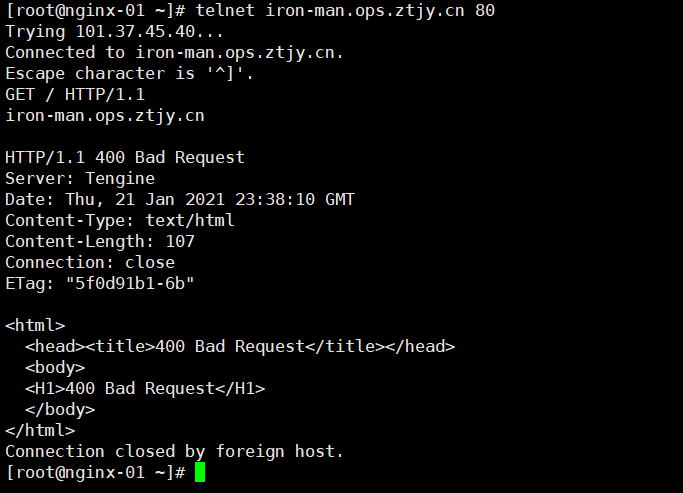 [root@nginx-01 ~]# telnet iron-man.ops.ztjy.cn 80
Trying 101.37.45.40...
Connected to iron-man.ops.ztjy.cn.
Escape character is '^]'.
GET / HTTP/1.1
iron-man.ops.ztjy.cn

HTTP/1.1 400 Bad Request
Server: Tengine
Date: Thu, 21 Jan 2021 23:38:10 GMT
Content-Type: text/html
Content-Length: 107
Connection: close
ETag: "5f0d91b1-6b"

<html>
  <head><title>400 Bad Request</title></head>
  <body>
  <H1>400 Bad Request</H1>
  </body>
</html>
Connection closed by foreign host.
[root@nginx-01 ~]#